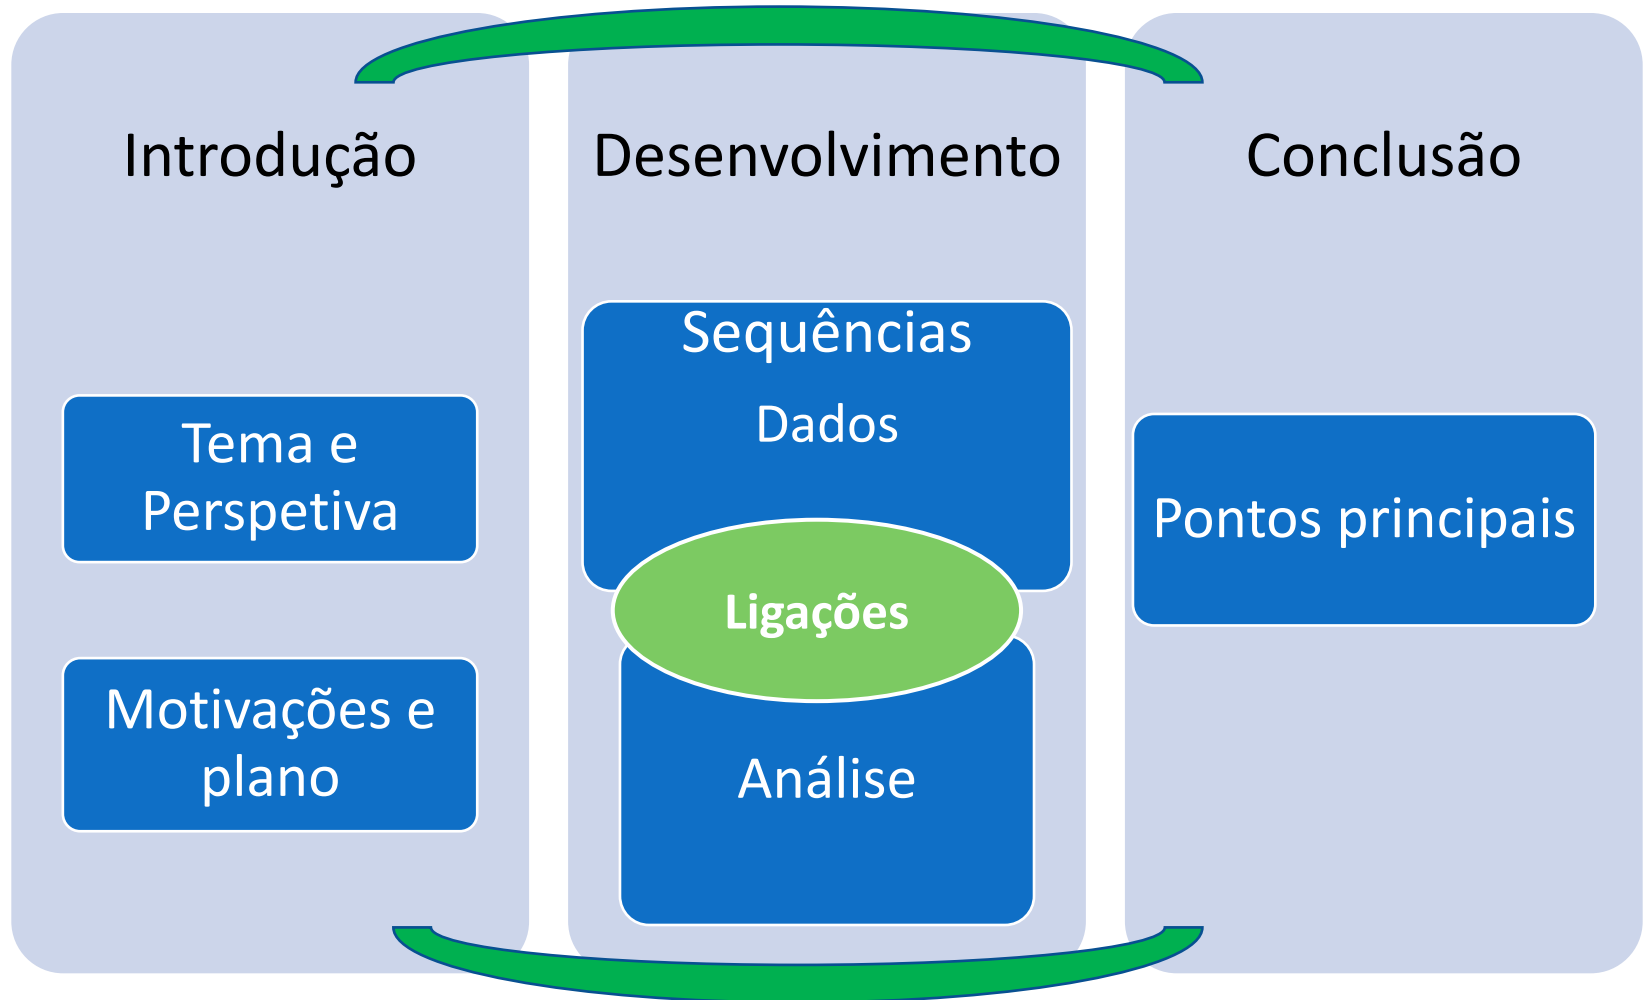 Introdução
Tema e
Perspetiva
Motivações e
plano
Desenvolvimento
Sequências
Dados
Ligações
Análise
Conclusão
Pontos principais